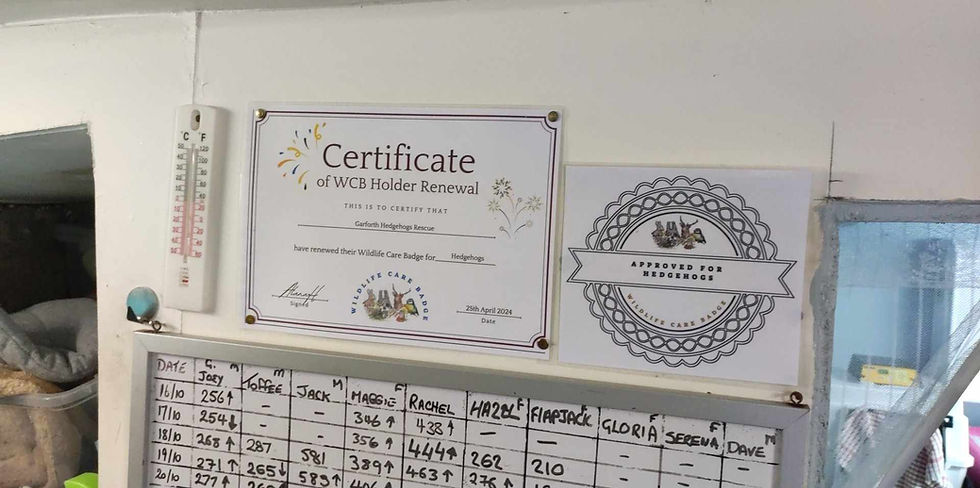 °C °F
Certificate
of WCB Holder Renewal
THIS IS TO CERTIFY THAT
Garforth Hedgehogs Rescue
have renewed their Wildlife Care Badge for Hedgehogs
WILDLIFE CARE BADGE
Signed
25th April 2024
Date
APPROVED FOR
HEDGEHOGS
WILDLIFE CARE BADGE
DATE G. JOEY M TOFFEE M JACK M MAGGIE F RACHEL HAZEL F FLAPJACK GLORIA F SERENA F DAVE M
16/10 256↑ - - 346↑ 438↑ - -
17/10 254↓ - - 356↑ 444↑ 262 210 - - -
18/10 268↑ 287 581 389↑ 463↑ 276↑
19/10 271↑ 265↓ 589↑
20/10 277↑